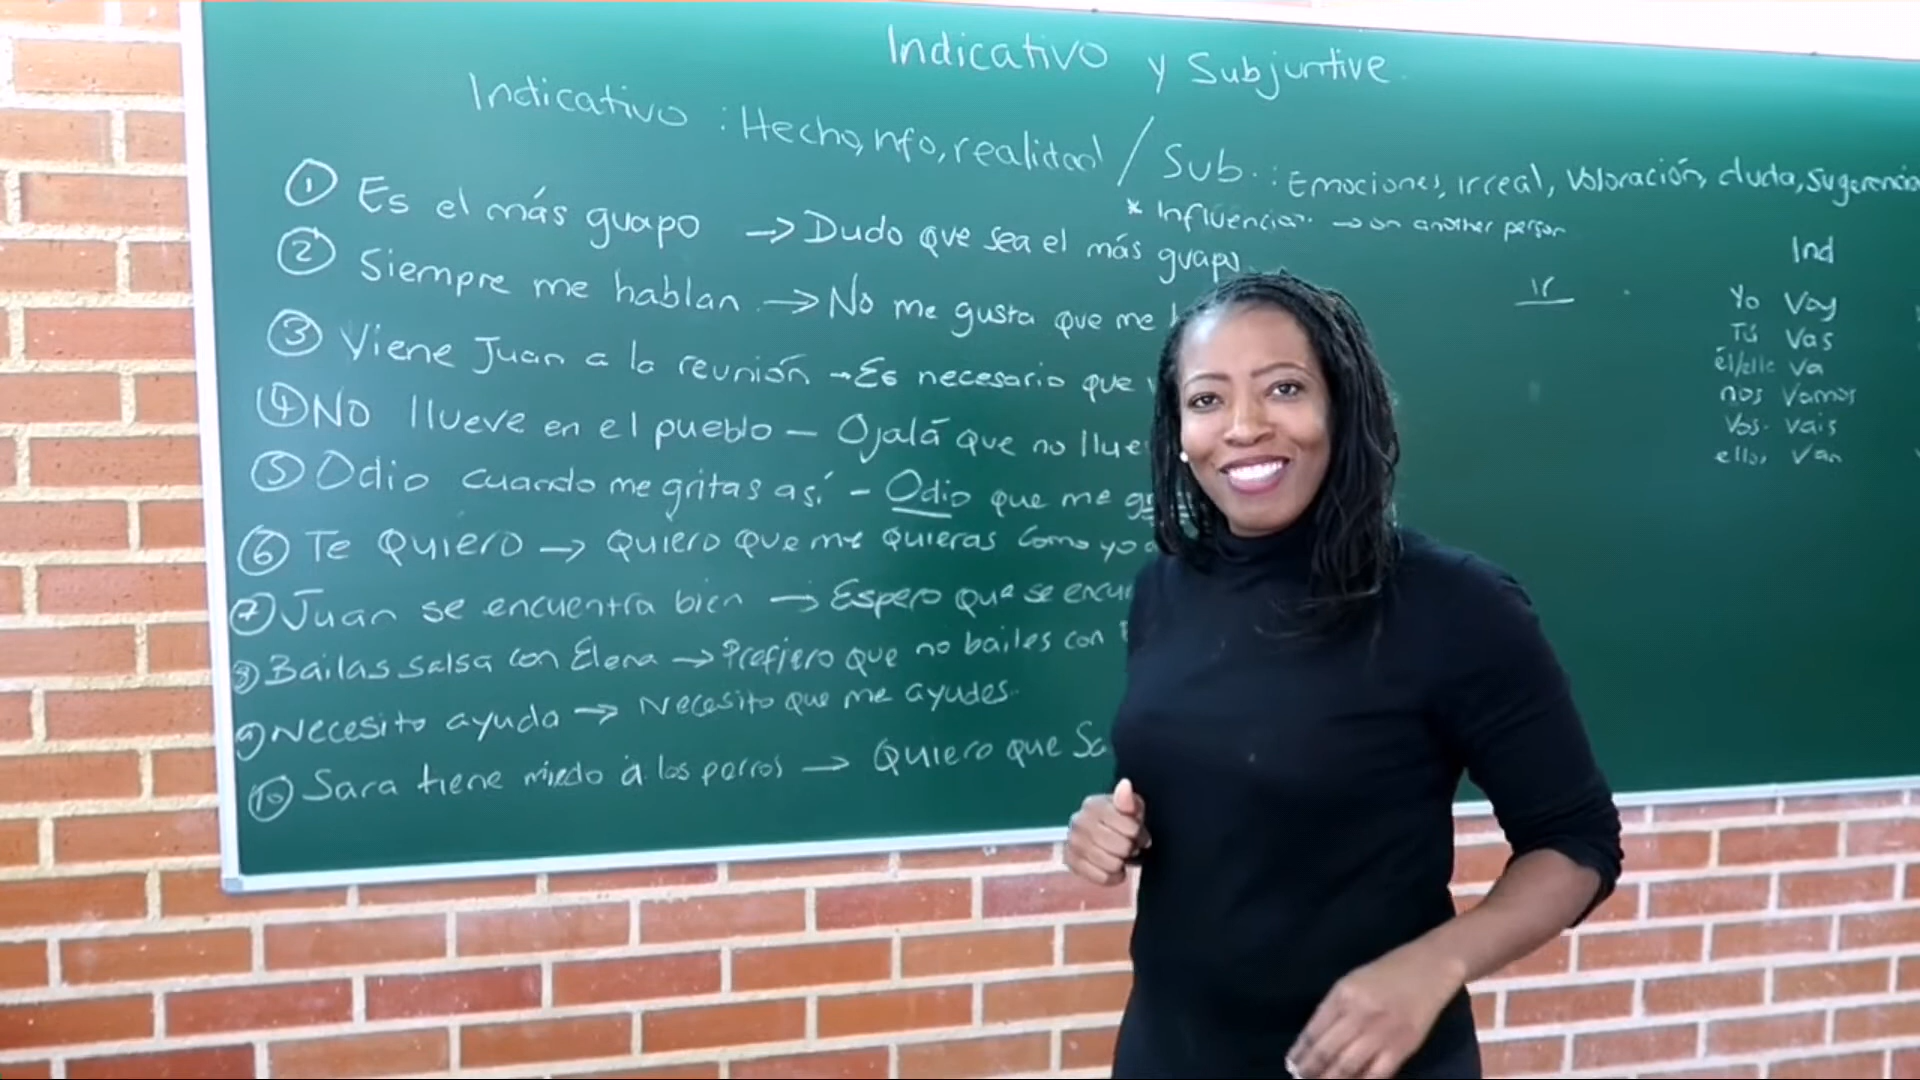 Indicativo y Subjuntive
Indicativo : Hecho, nfo, realidad / Sub. : Emociones, irreal, Valoración, duda, sugerencia
* Influenciar. → on another person
① Es el más guapo → Dudo que sea el más guapo
② Siempre me hablan → No me gusta que me
③ Viene Juan a la reunión → Es necesario que
④ No llueve en el pueblo – Ojalá que no llue
⑤ Odio cuando me gritas así – Odio que me
⑥ Te Quiero → Quiero que me quieras como yo
⑦ Juan se encuentra bien → Espero que se encue
⑧ Bailas salsa con Elena → Prefiero que no bailes con
⑨ Necesito ayuda → Necesito que me ayudes.
⑩ Sara tiene miedo a los perros → Quiero que Sa
Ind
ir
Yo Voy
Tú Vas
él/elle va
nos Vamos
Vos. vais
ellos Van